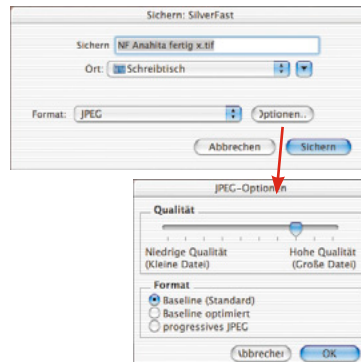 Sichern: SilverFast
Sichern NF Anahita fertig x.tif
Ort: Schreibtisch
Format: JPEG Optionen..
Abbrechen Sichern
JPEG-Optionen
Qualität
Niedrige Qualität Hohe Qualität
(Kleine Datei) (Große Datei)
Format
Baseline (Standard)
Baseline optimiert
progressives JPEG
Abbrechen OK